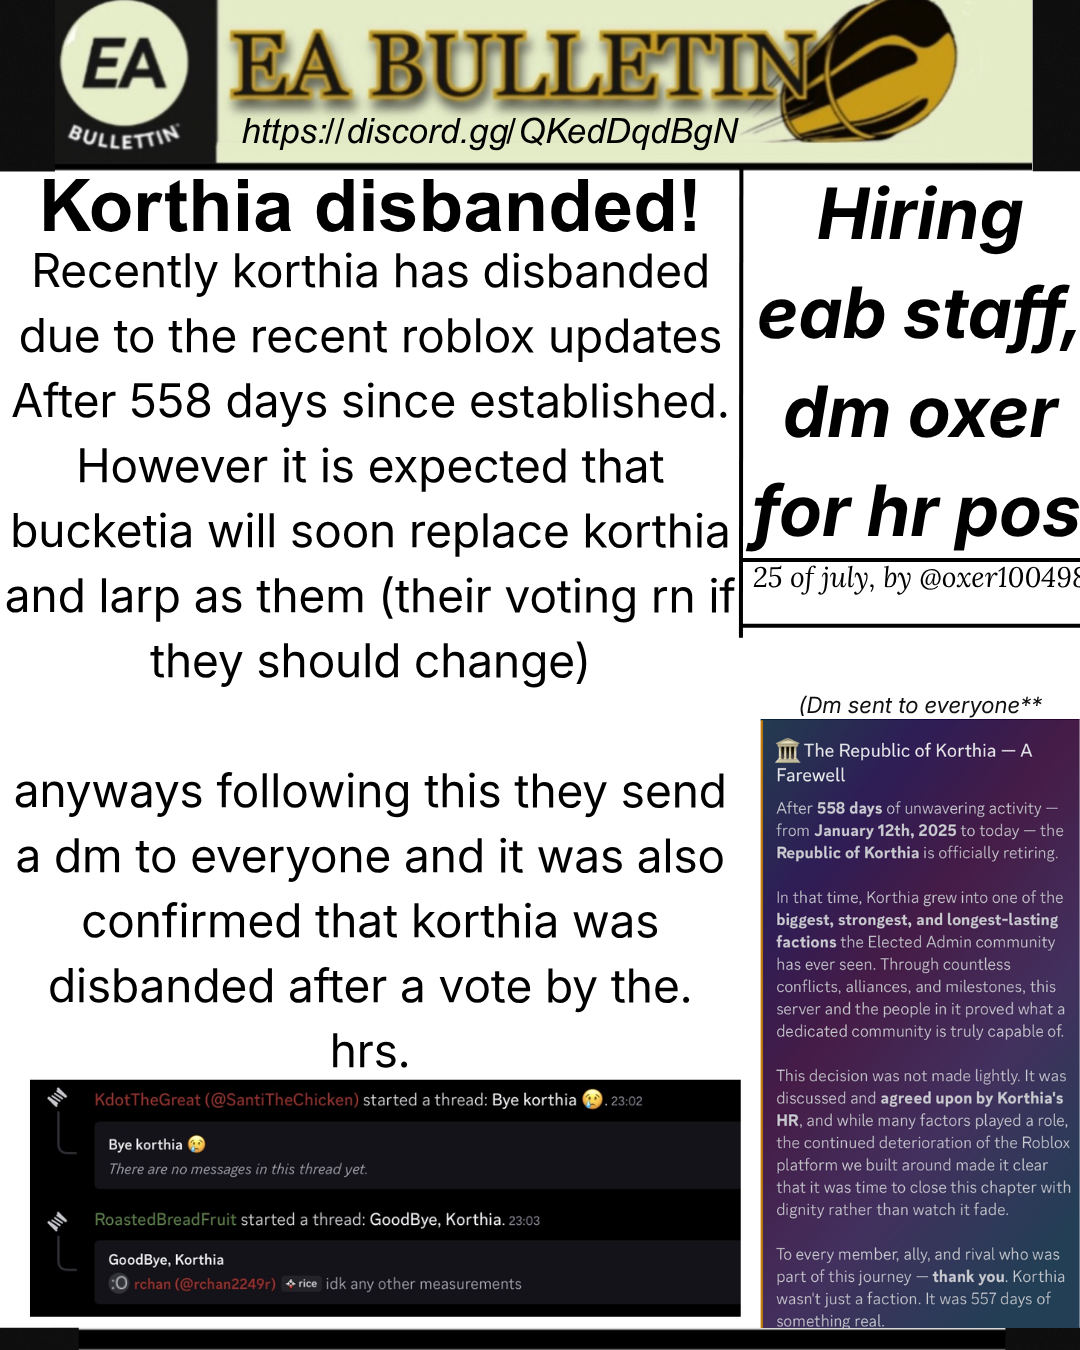 EA
BULLETTIN
EA BULLETIN
https://discord.gg/QKedDqdBgN
Korthia disbanded!
Recently korthia has disbanded
due to the recent roblox updates
After 558 days since established.
However it is expected that
bucketia will soon replace korthia
and larp as them (their voting rn if
they should change)
anyways following this they send
a dm to everyone and it was also
confirmed that korthia was
disbanded after a vote by the.
hrs.
KdotTheGreat (@SantiTheChicken) started a thread: Bye korthia 😢. 23:02
Bye korthia 😢
There are no messages in this thread yet.
RoastedBreadFruit started a thread: GoodBye, Korthia. 23:03
GoodBye, Korthia
:O rchan (@rchan2249r) rice idk any other measurements
Hiring
eab staff,
dm oxer
for hr pos
25 of july, by @oxer100498
(Dm sent to everyone**
🏛️ The Republic of Korthia — A
Farewell
After 558 days of unwavering activity —
from January 12th, 2025 to today — the
Republic of Korthia is officially retiring.
In that time, Korthia grew into one of the
biggest, strongest, and longest-lasting
factions the Elected Admin community
has ever seen. Through countless
conflicts, alliances, and milestones, this
server and the people in it proved what a
dedicated community is truly capable of.
This decision was not made lightly. It was
discussed and agreed upon by Korthia's
HR, and while many factors played a role,
the continued deterioration of the Roblox
platform we built around made it clear
that it was time to close this chapter with
dignity rather than watch it fade.
To every member, ally, and rival who was
part of this journey — thank you. Korthia
wasn't just a faction. It was 557 days of
something real.